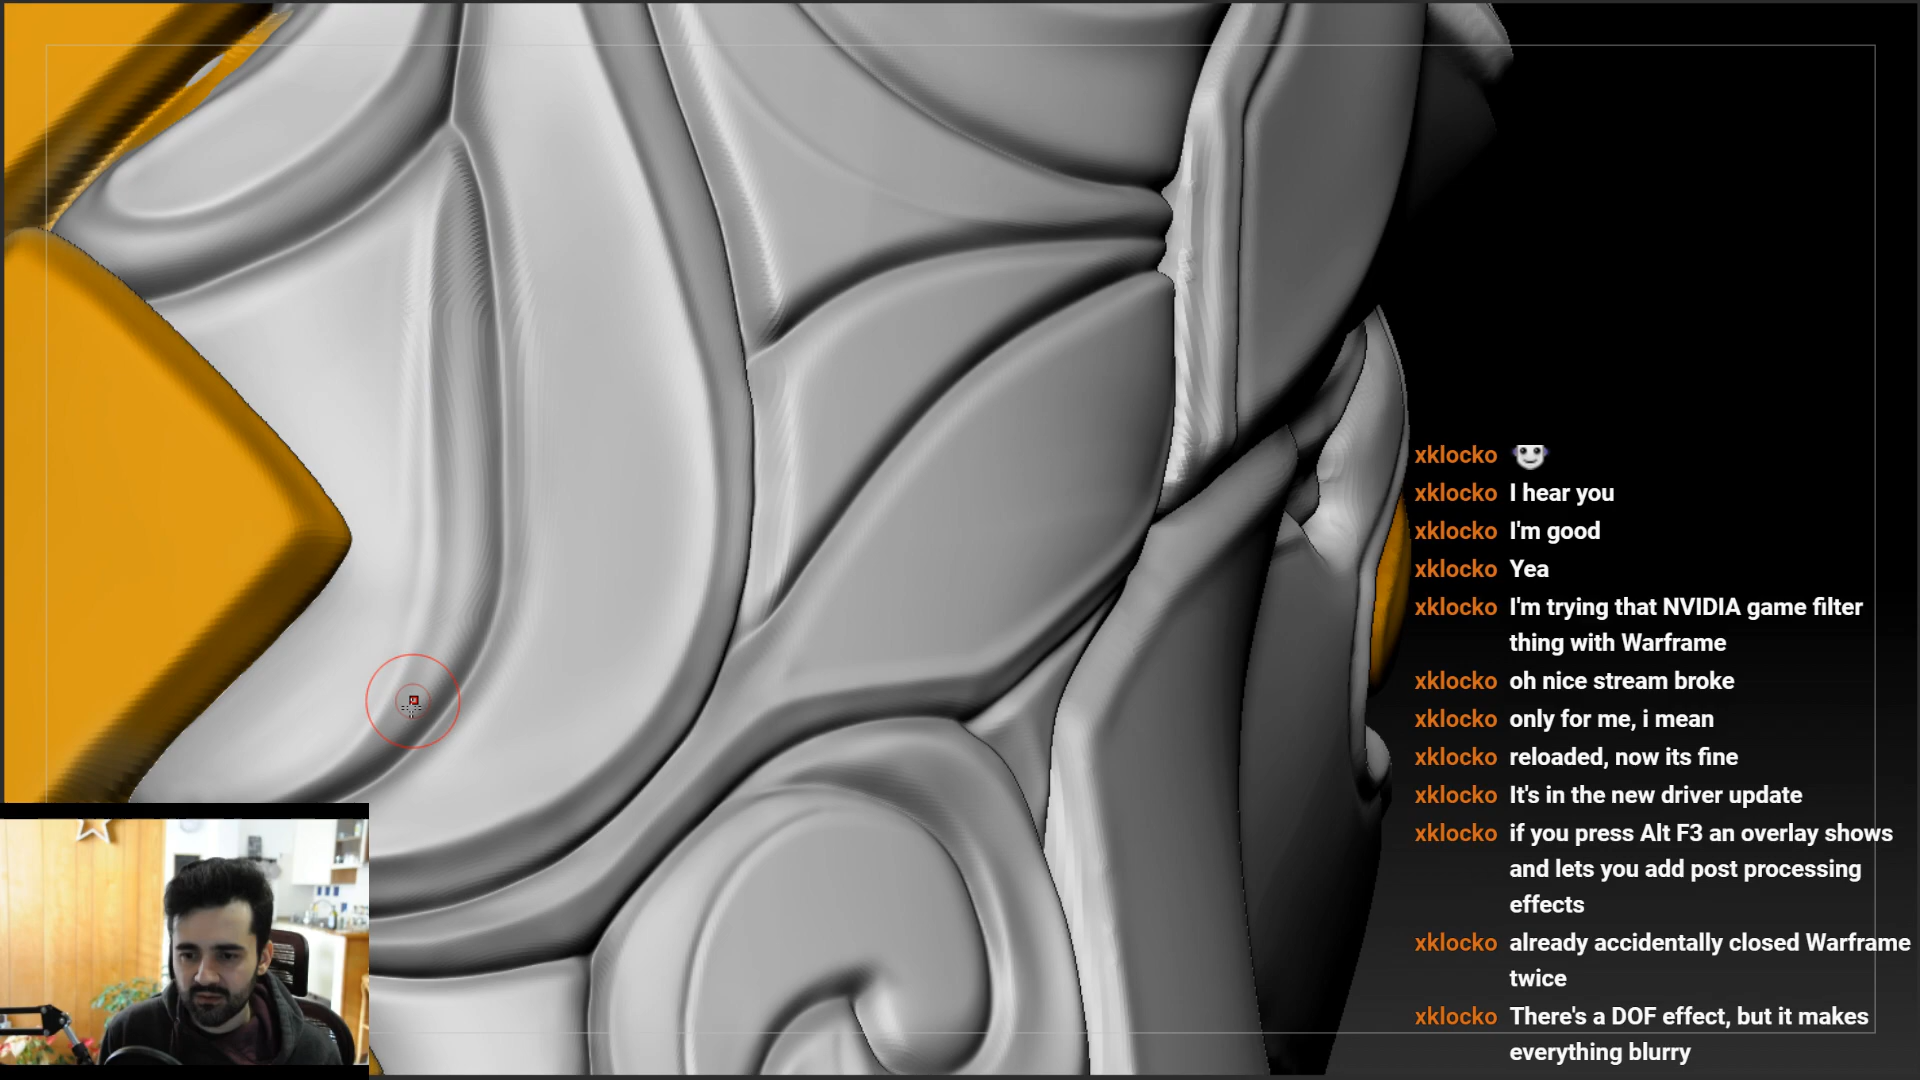 xklocko
xklocko I hear you
xklocko I'm good
xklocko Yea
xklocko I'm trying that NVIDIA game filter
thing with Warframe
xklocko oh nice stream broke
xklocko only for me, i mean
xklocko reloaded, now its fine
xklocko It's in the new driver update
xklocko if you press Alt F3 an overlay shows
and lets you add post processing
effects
xklocko already accidentally closed Warframe
twice
xklocko There's a DOF effect, but it makes
everything blurry